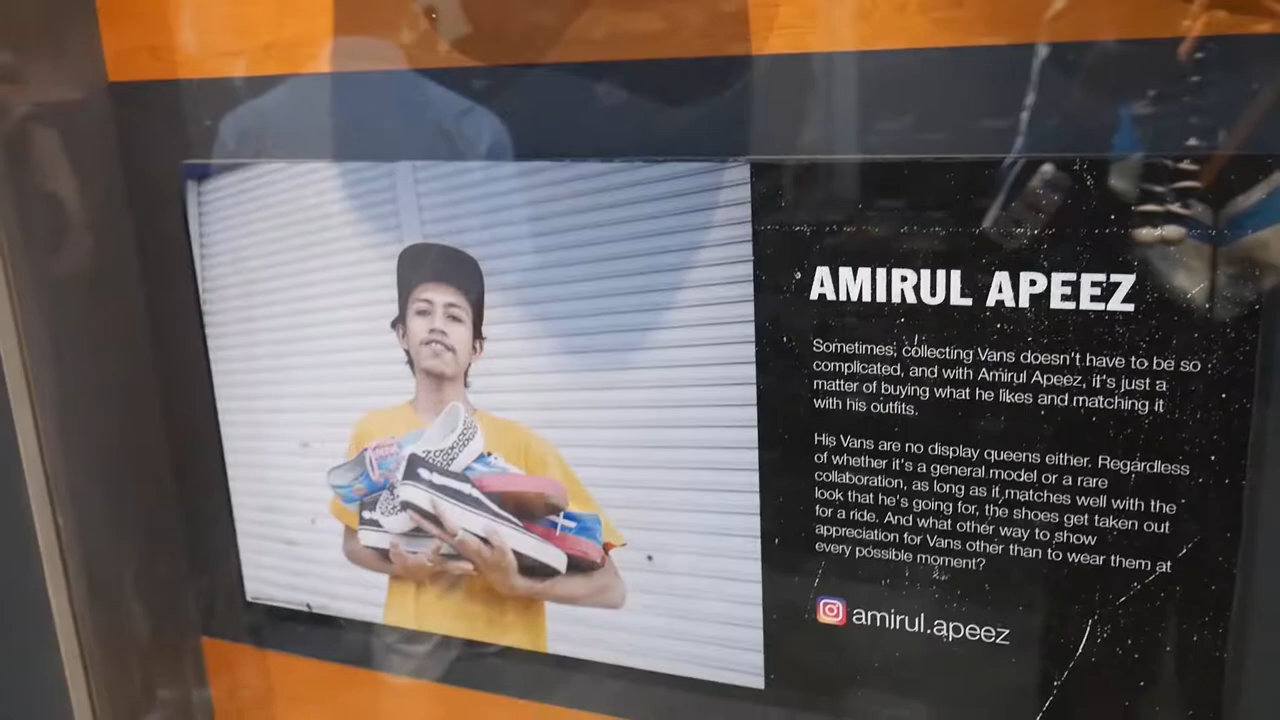 AMIRUL APEEZ
Sometimes, collecting Vans doesn't have to be so
complicated, and with Amirul Apeez, it's just a
matter of buying what he likes and matching it
with his outfits.
His Vans are no display queens either. Regardless
of whether it's a general model or a rare
collaboration, as long as it matches well with the
look that he's going for, the shoes get taken out
for a ride. And what other way to show
appreciation for Vans other than to wear them at
every possible moment?
amirul.apeez